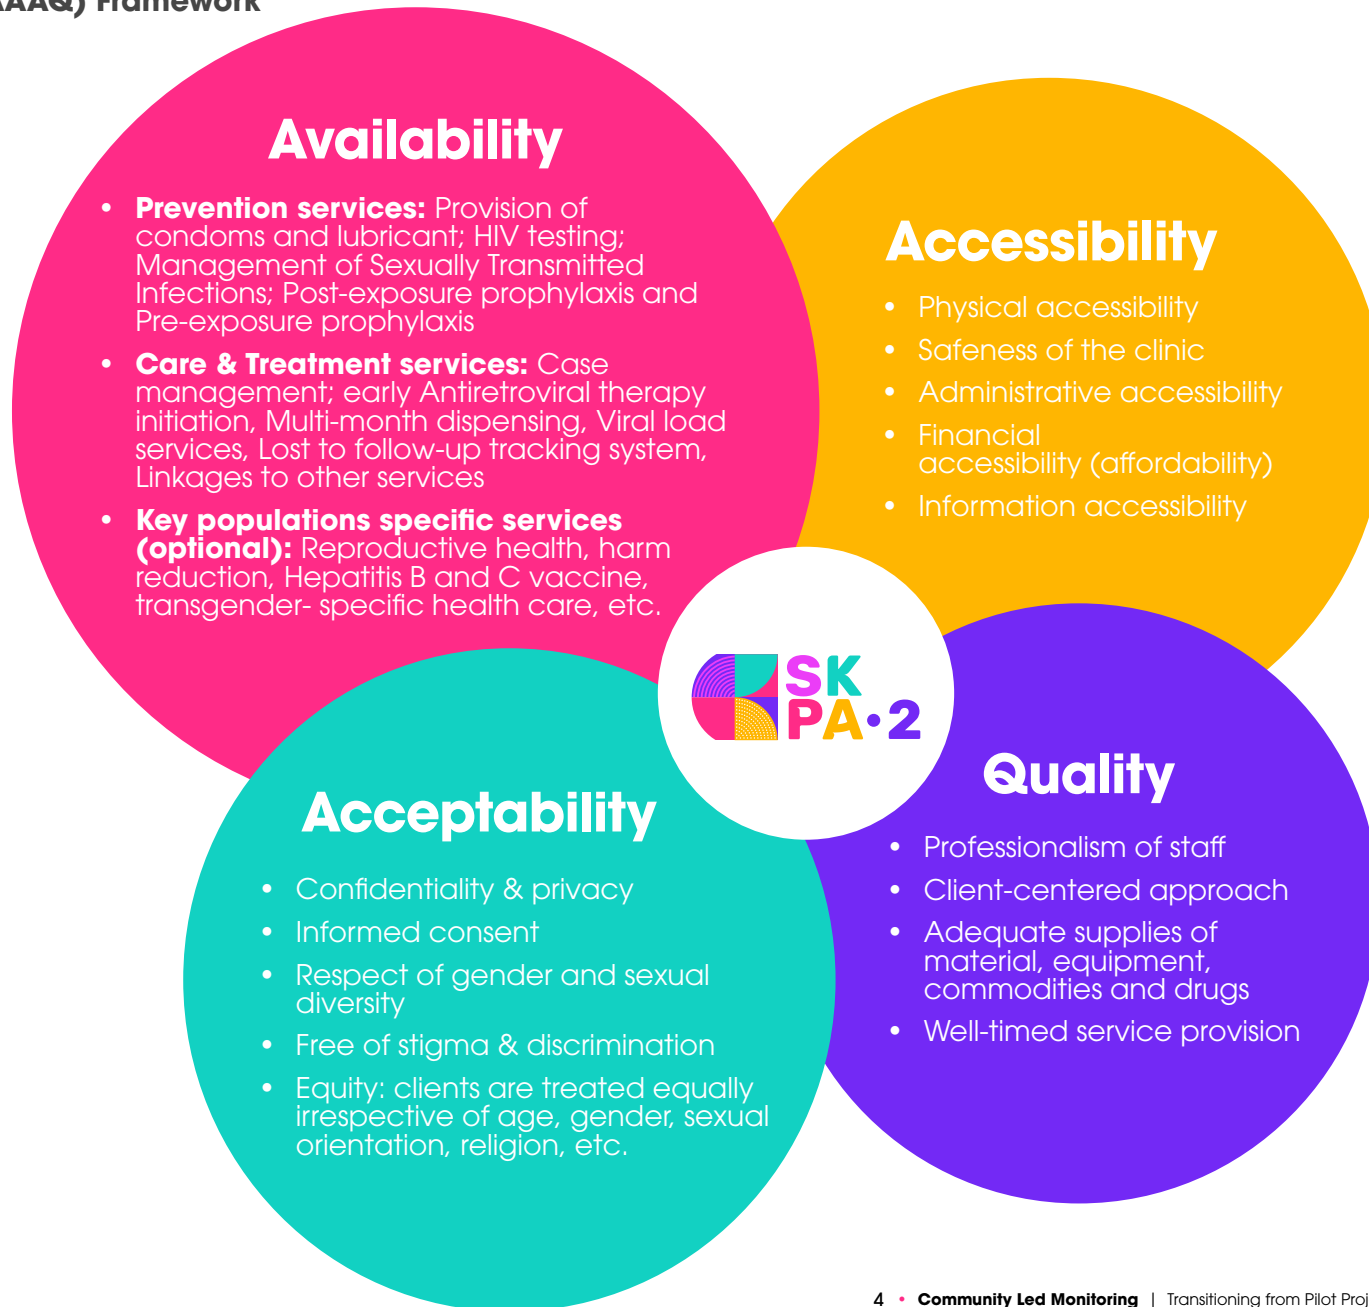 AAAQ) Framework
Availability
• Prevention services: Provision of
condoms and lubricant; HIV testing;
Management of Sexually Transmitted
Infections; Post-exposure prophylaxis and
Pre-exposure prophylaxis
• Care & Treatment services: Case
management; early Antiretroviral therapy
initiation, Multi-month dispensing, Viral load
services, Lost to follow-up tracking system,
Linkages to other services
• Key populations specific services
(optional): Reproductive health, harm
reduction, Hepatitis B and C vaccine,
transgender- specific health care, etc.
Accessibility
• Physical accessibility
• Safeness of the clinic
• Administrative accessibility
• Financial
accessibility (affordability)
• Information accessibility
SK
PA•2
Acceptability
• Confidentiality & privacy
• Informed consent
• Respect of gender and sexual
diversity
• Free of stigma & discrimination
• Equity: clients are treated equally
irrespective of age, gender, sexual
orientation, religion, etc.
Quality
• Professionalism of staff
• Client-centered approach
• Adequate supplies of
material, equipment,
commodities and drugs
• Well-timed service provision
4 • Community Led Monitoring | Transitioning from Pilot Proj